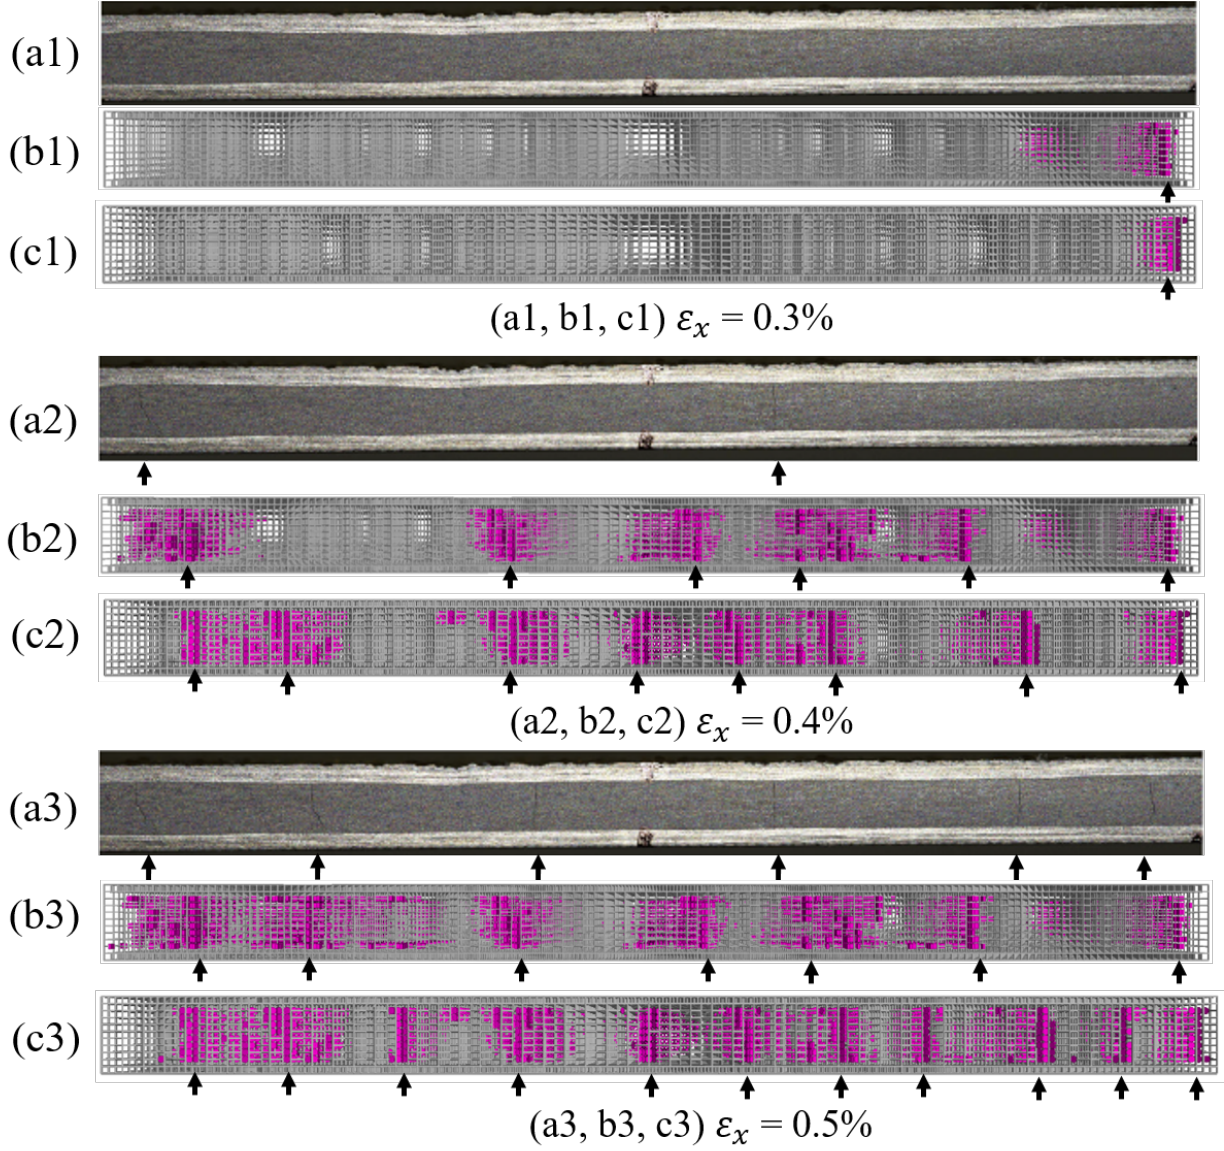 (a1)
(b1)
(c1)
(a1, b1, c1) εₓ = 0.3%
(a2)
(b2)
(c2)
(a2, b2, c2) εₓ = 0.4%
(a3)
(b3)
(c3)
(a3, b3, c3) εₓ = 0.5%